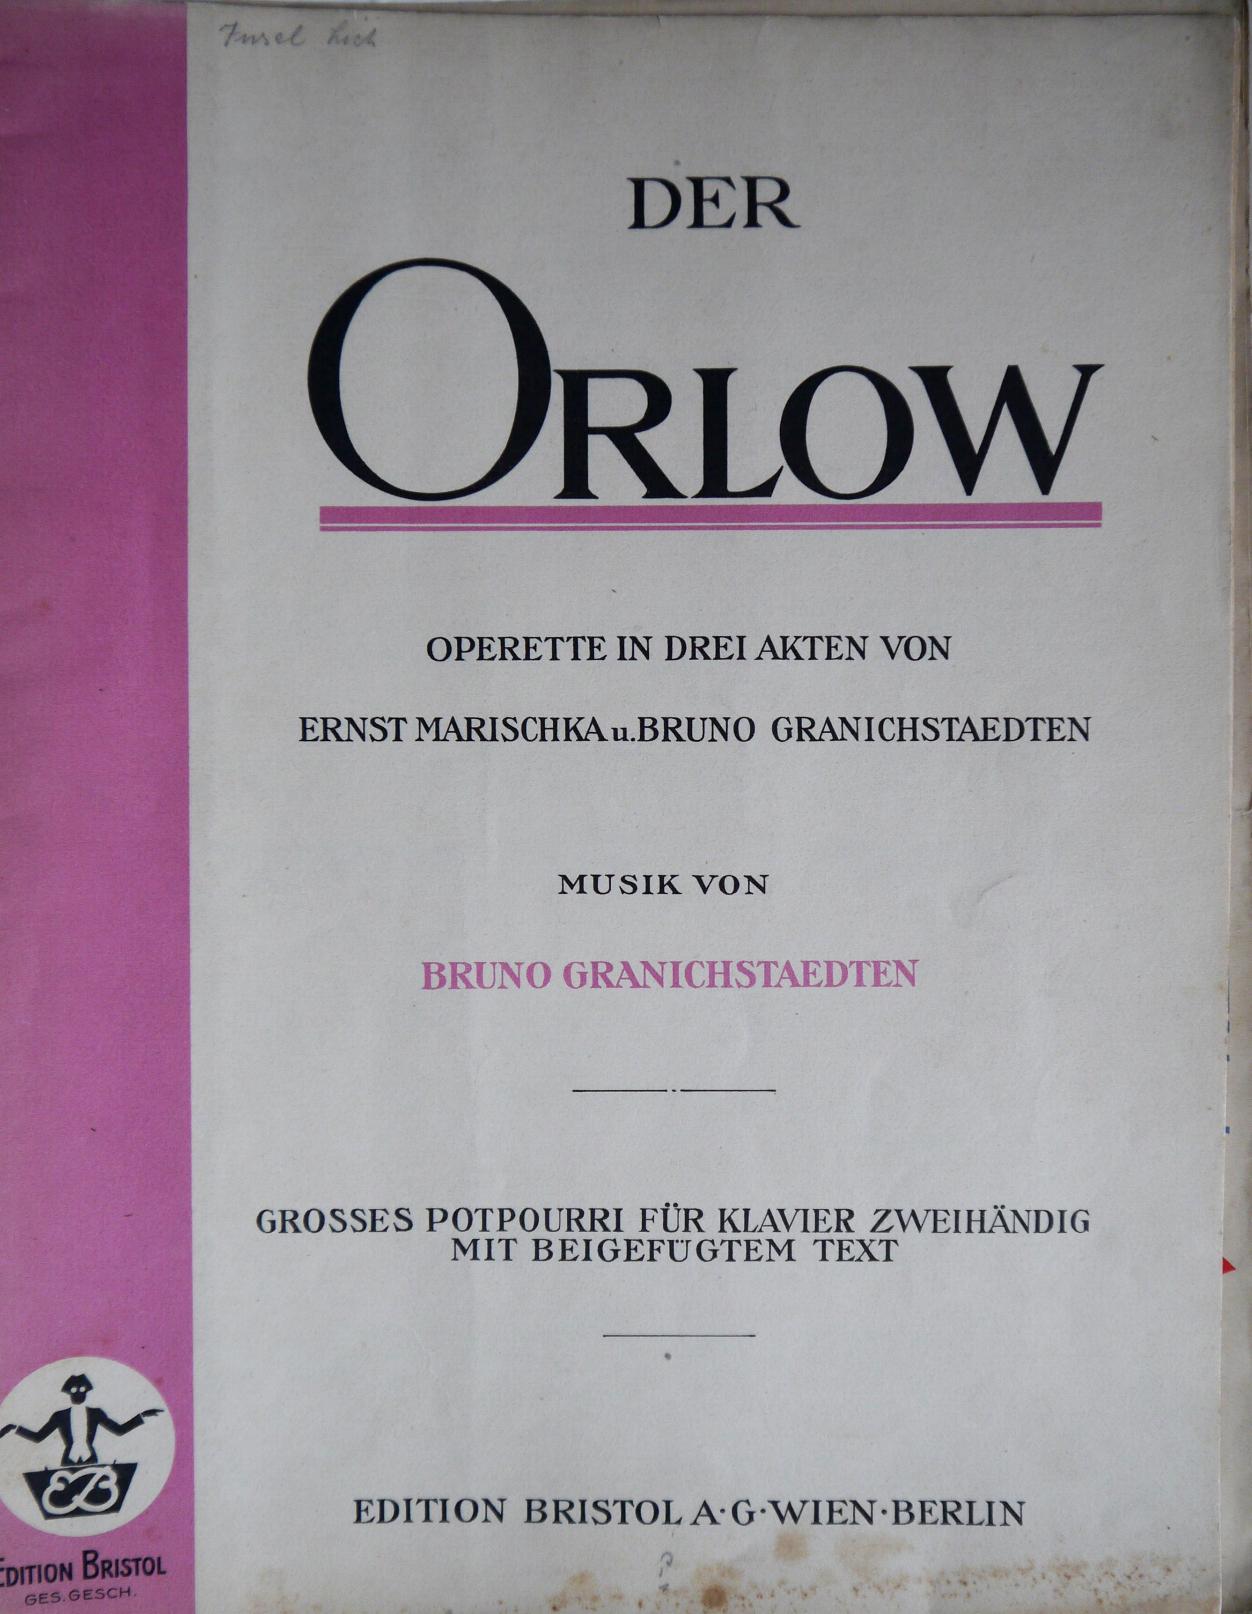 DER
ORLOW
OPERETTE IN DREI AKTEN VON
ERNST MARISCHKA u. BRUNO GRANICHSTAEDTEN
MUSIK VON
BRUNO GRANICHSTAEDTEN
GROSSES POTPOURRI FÜR KLAVIER ZWEIHÄNDIG
MIT BEIGEFÜGTEM TEXT
EDITION BRISTOL A·G·WIEN·BERLIN
EB
EDITION BRISTOL
GES. GESCH.